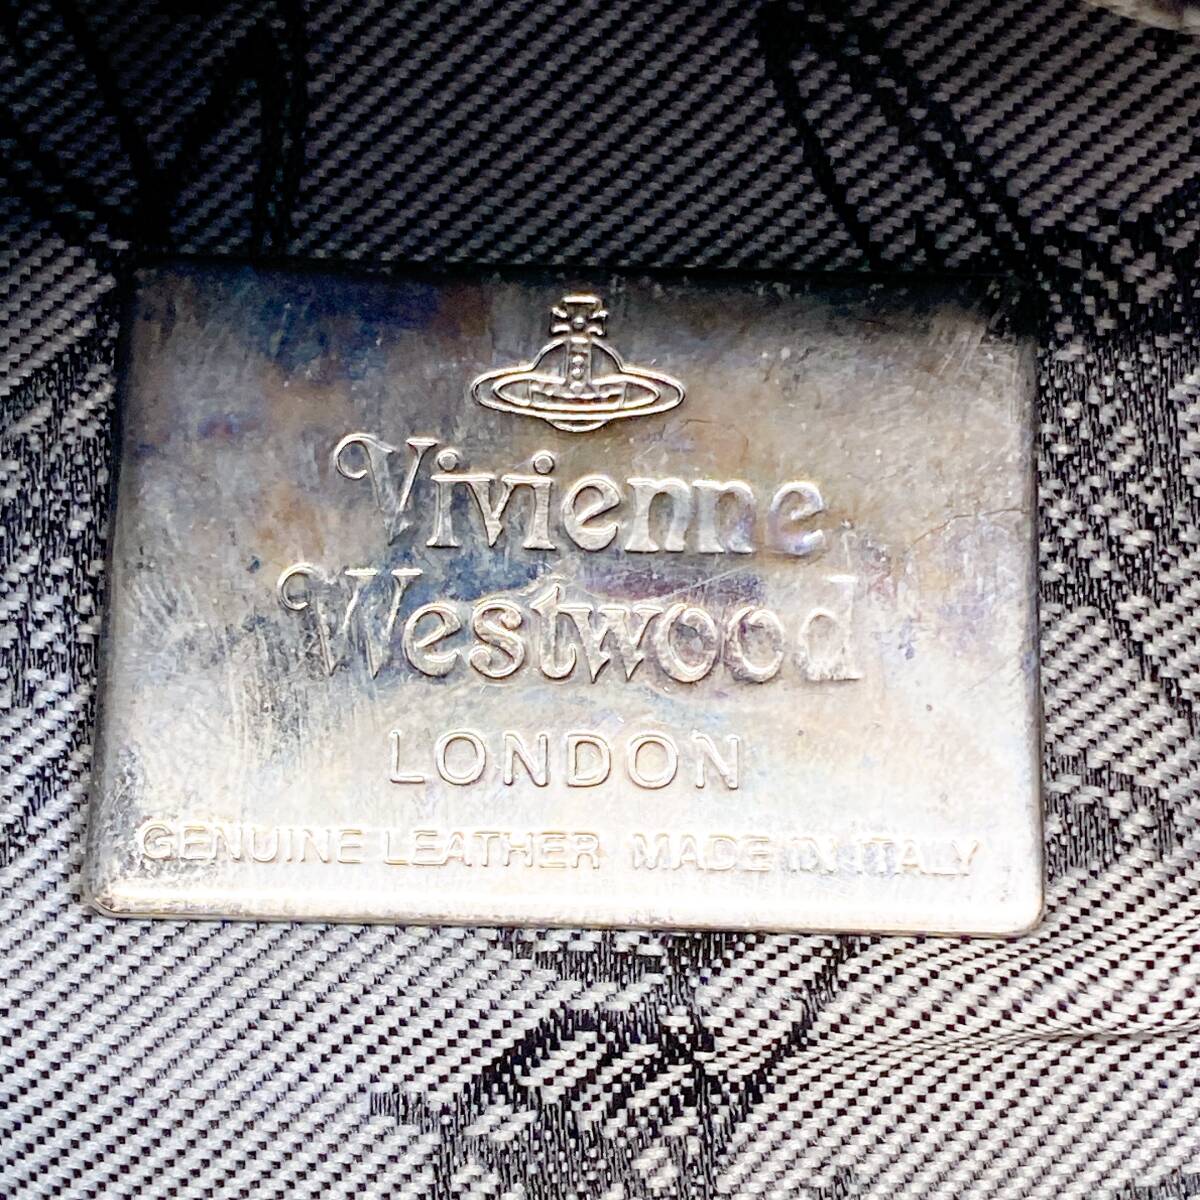 Vivienne
Westwood
LONDON
GENUINE LEATHER MADE IN ITALY